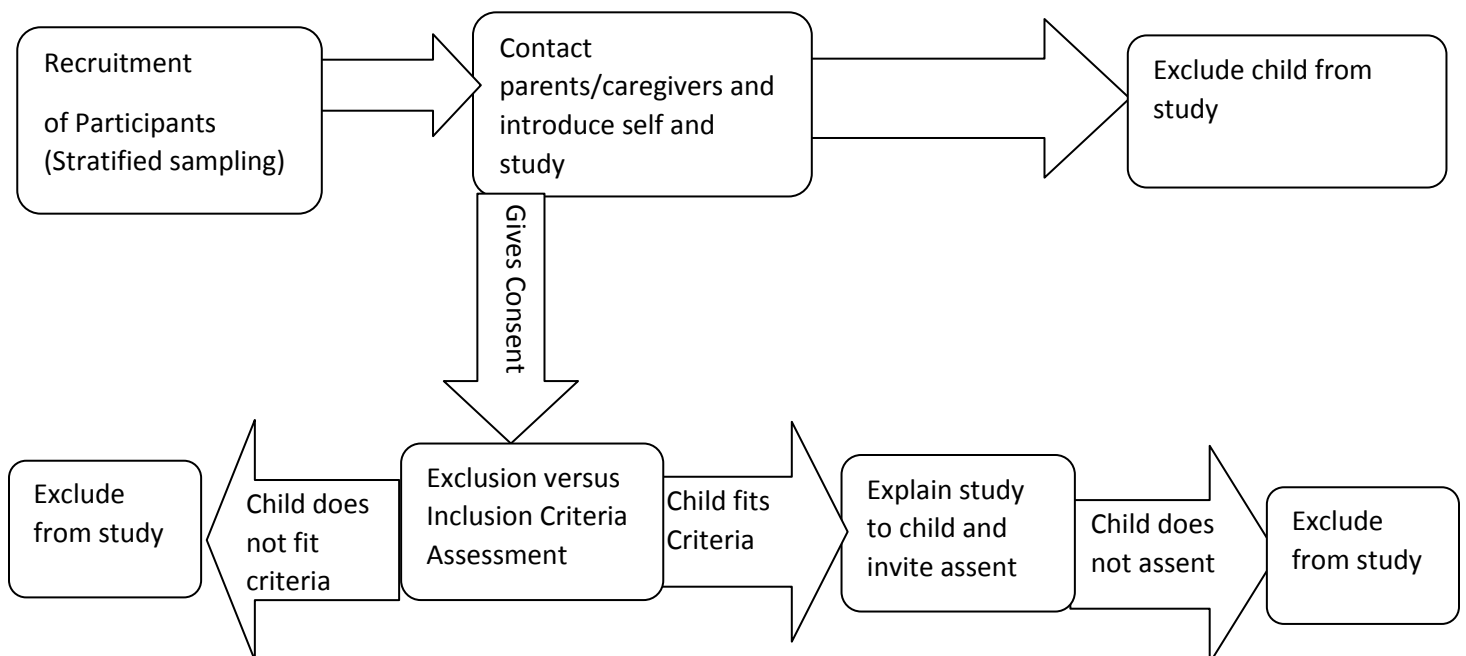 Recruitment
of Participants
(Stratified sampling)
Contact
parents/caregivers and
introduce self and
study
Exclude child from
study
Gives Consent
Exclude
from study
Child does
not fit
criteria
Exclusion versus
Inclusion Criteria
Assessment
Child fits
Criteria
Explain study
to child and
invite assent
Child does
not assent
Exclude
from study